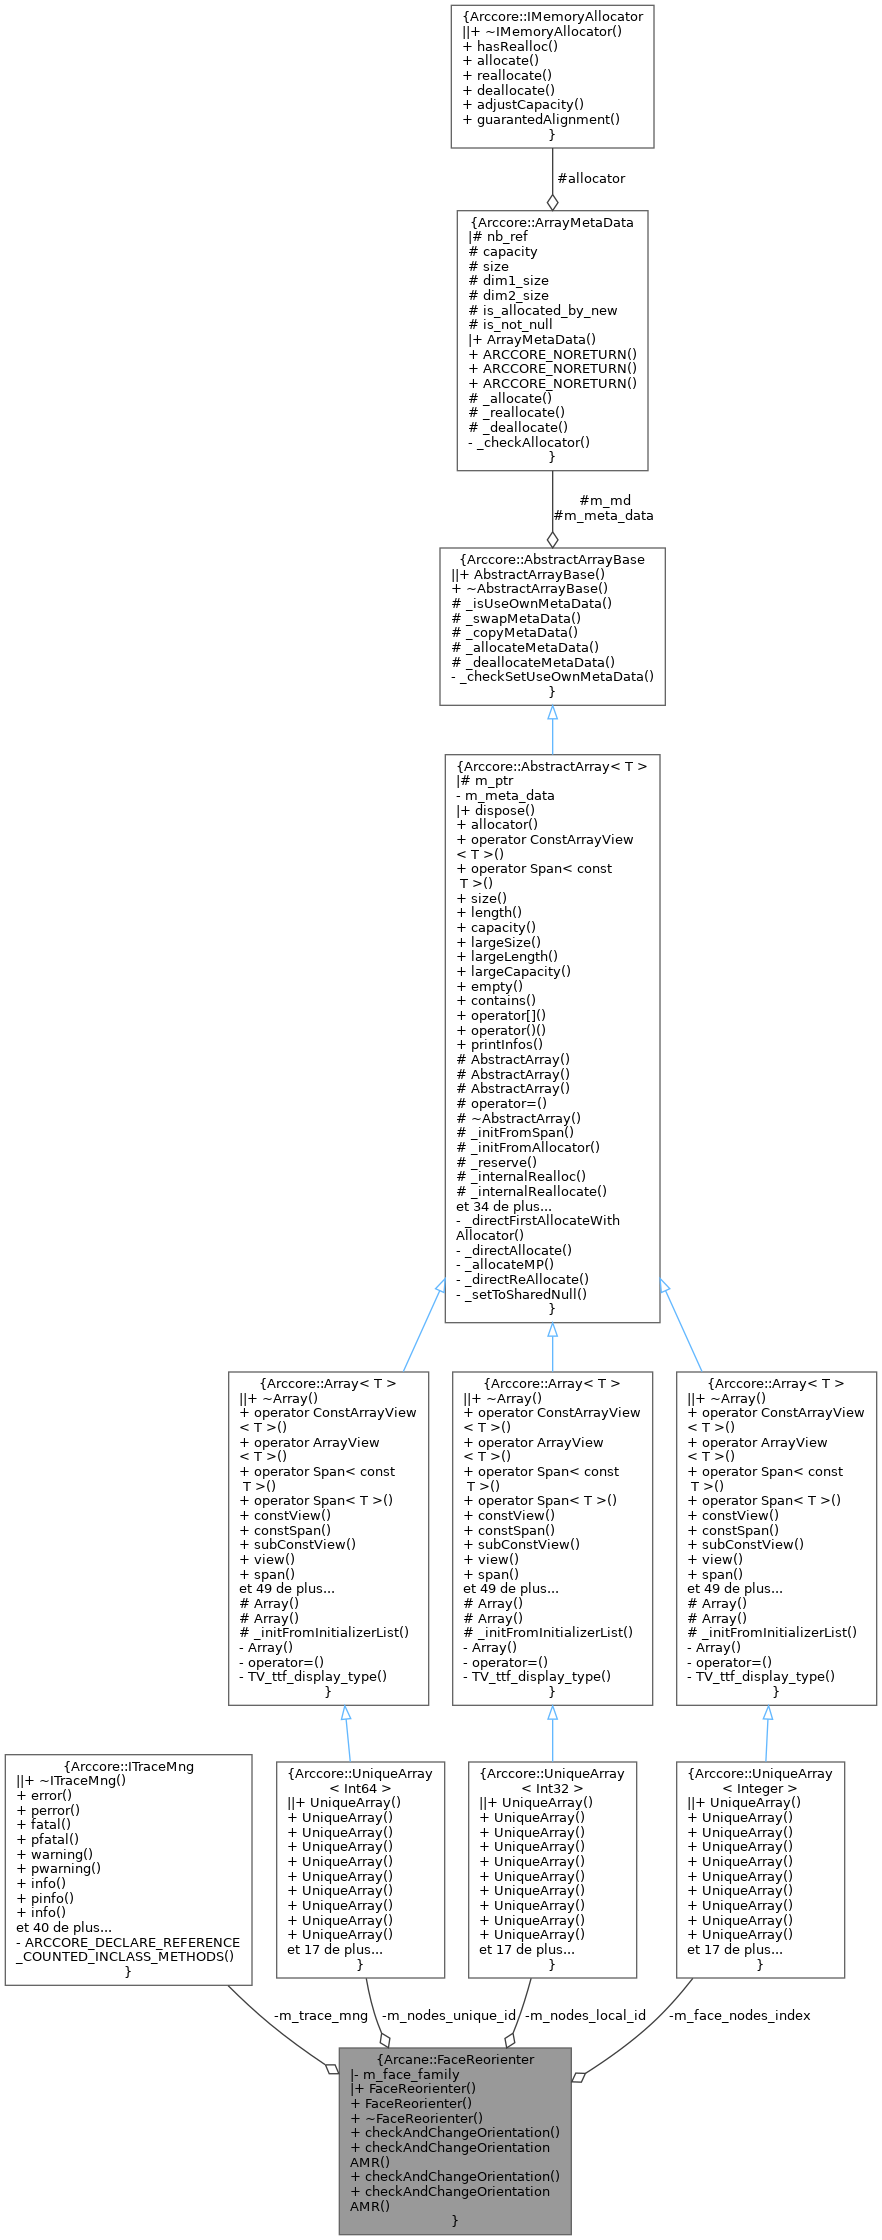 {Arccore::IMemoryAllocator
||+ ~IMemoryAllocator()
+ hasRealloc()
+ allocate()
+ reallocate()
+ deallocate()
+ adjustCapacity()
+ guarantedAlignment()
}
#allocator
{Arccore::ArrayMetaData
|# nb_ref
# capacity
# size
# dim1_size
# dim2_size
# is_allocated_by_new
# is_not_null
|+ ArrayMetaData()
+ ARCCORE_NORETURN()
+ ARCCORE_NORETURN()
+ ARCCORE_NORETURN()
# _allocate()
# _reallocate()
# _deallocate()
- _checkAllocator()
}
#m_md
#m_meta_data
{Arccore::AbstractArrayBase
||+ AbstractArrayBase()
+ ~AbstractArrayBase()
# _isUseOwnMetaData()
# _swapMetaData()
# _copyMetaData()
# _allocateMetaData()
# _deallocateMetaData()
- _checkSetUseOwnMetaData()
}
{Arccore::AbstractArray< T >
|# m_ptr
- m_meta_data
|+ dispose()
+ allocator()
+ operator ConstArrayView
< T >()
+ operator Span< const
T >()
+ size()
+ length()
+ capacity()
+ largeSize()
+ largeLength()
+ largeCapacity()
+ empty()
+ contains()
+ operator[]()
+ operator()()
+ printInfos()
# AbstractArray()
# AbstractArray()
# AbstractArray()
# operator=()
# ~AbstractArray()
# _initFromSpan()
# _initFromAllocator()
# _reserve()
# _internalRealloc()
# _internalReallocate()
et 34 de plus...
- _directFirstAllocateWith
Allocator()
- _directAllocate()
- _allocateMP()
- _directReAllocate()
- _setToSharedNull()
}
{Arccore::Array< T >
||+ ~Array()
+ operator ConstArrayView
< T >()
+ operator ArrayView
< T >()
+ operator Span< const
T >()
+ operator Span< T >()
+ constView()
+ constSpan()
+ subConstView()
+ view()
+ span()
et 49 de plus...
# Array()
# Array()
# _initFromInitializerList()
- Array()
- operator=()
- TV_ttf_display_type()
}
{Arccore::Array< T >
||+ ~Array()
+ operator ConstArrayView
< T >()
+ operator ArrayView
< T >()
+ operator Span< const
T >()
+ operator Span< T >()
+ constView()
+ constSpan()
+ subConstView()
+ view()
+ span()
et 49 de plus...
# Array()
# Array()
# _initFromInitializerList()
- Array()
- operator=()
- TV_ttf_display_type()
}
{Arccore::Array< T >
||+ ~Array()
+ operator ConstArrayView
< T >()
+ operator ArrayView
< T >()
+ operator Span< const
T >()
+ operator Span< T >()
+ constView()
+ constSpan()
+ subConstView()
+ view()
+ span()
et 49 de plus...
# Array()
# Array()
# _initFromInitializerList()
- Array()
- operator=()
- TV_ttf_display_type()
}
{Arccore::ITraceMng
||+ ~ITraceMng()
+ error()
+ perror()
+ fatal()
+ pfatal()
+ warning()
+ pwarning()
+ info()
+ pinfo()
+ info()
et 40 de plus...
- ARCCORE_DECLARE_REFERENCE
_COUNTED_INCLASS_METHODS()
}
{Arccore::UniqueArray
< Int64 >
||+ UniqueArray()
+ UniqueArray()
+ UniqueArray()
+ UniqueArray()
+ UniqueArray()
+ UniqueArray()
+ UniqueArray()
+ UniqueArray()
+ UniqueArray()
+ UniqueArray()
et 17 de plus...
}
{Arccore::UniqueArray
< Int32 >
||+ UniqueArray()
+ UniqueArray()
+ UniqueArray()
+ UniqueArray()
+ UniqueArray()
+ UniqueArray()
+ UniqueArray()
+ UniqueArray()
+ UniqueArray()
+ UniqueArray()
et 17 de plus...
}
{Arccore::UniqueArray
< Integer >
||+ UniqueArray()
+ UniqueArray()
+ UniqueArray()
+ UniqueArray()
+ UniqueArray()
+ UniqueArray()
+ UniqueArray()
+ UniqueArray()
+ UniqueArray()
+ UniqueArray()
et 17 de plus...
}
-m_trace_mng
-m_nodes_unique_id
-m_nodes_local_id
-m_face_nodes_index
{Arcane::FaceReorienter
|- m_face_family
|+ FaceReorienter()
+ FaceReorienter()
+ ~FaceReorienter()
+ checkAndChangeOrientation()
+ checkAndChangeOrientation
AMR()
+ checkAndChangeOrientation()
+ checkAndChangeOrientation
AMR()
}